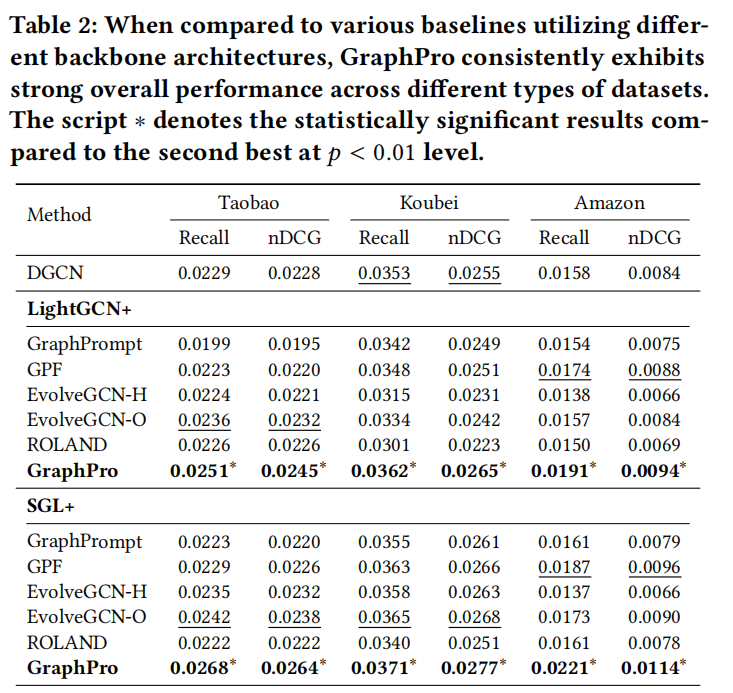 Table 2: When compared to various baselines utilizing differ-
ent backbone architectures, GraphPro consistently exhibits
strong overall performance across different types of datasets.
The script * denotes the statistically significant results com-
pared to the second best at p < 0.01 level.
Method Taobao Koubei Amazon
Recall nDCG Recall nDCG Recall nDCG
DGCN 0.0229 0.0228 0.0353 0.0255 0.0158 0.0084
LightGCN+
GraphPrompt 0.0199 0.0195 0.0342 0.0249 0.0154 0.0075
GPF 0.0223 0.0220 0.0348 0.0251 0.0174 0.0088
EvolveGCN-H 0.0224 0.0221 0.0315 0.0231 0.0138 0.0066
EvolveGCN-O 0.0236 0.0232 0.0334 0.0242 0.0157 0.0084
ROLAND 0.0226 0.0226 0.0301 0.0223 0.0150 0.0069
GraphPro 0.0251* 0.0245* 0.0362* 0.0265* 0.0191* 0.0094*
SGL+
GraphPrompt 0.0223 0.0220 0.0355 0.0261 0.0161 0.0079
GPF 0.0229 0.0226 0.0363 0.0266 0.0187 0.0096
EvolveGCN-H 0.0235 0.0232 0.0358 0.0263 0.0137 0.0066
EvolveGCN-O 0.0242 0.0238 0.0365 0.0268 0.0173 0.0090
ROLAND 0.0222 0.0222 0.0340 0.0251 0.0161 0.0078
GraphPro 0.0268* 0.0264* 0.0371* 0.0277* 0.0221* 0.0114*